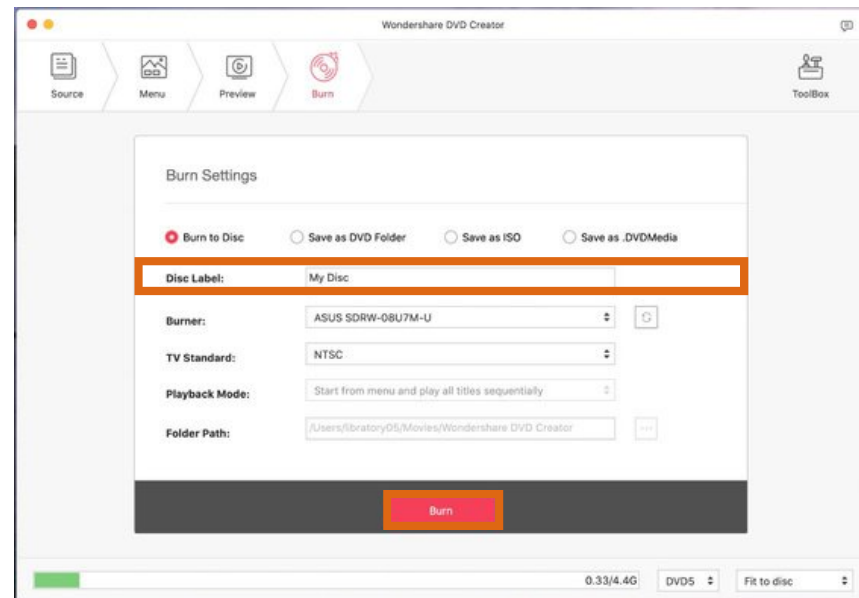 Wondershare DVD Creator
Source Menu Preview Burn ToolBox
Burn Settings
Burn to Disc Save as DVD Folder Save as ISO Save as .DVDMedia
Disc Label: My Disc
Burner: ASUS SDRW-08U7M-U
TV Standard: NTSC
Playback Mode: Start from menu and play all titles sequentially
Folder Path: /Users/libratory05/Movies/Wondershare DVD Creator
Burn
0.33/4.4G DVD5 Fit to disc